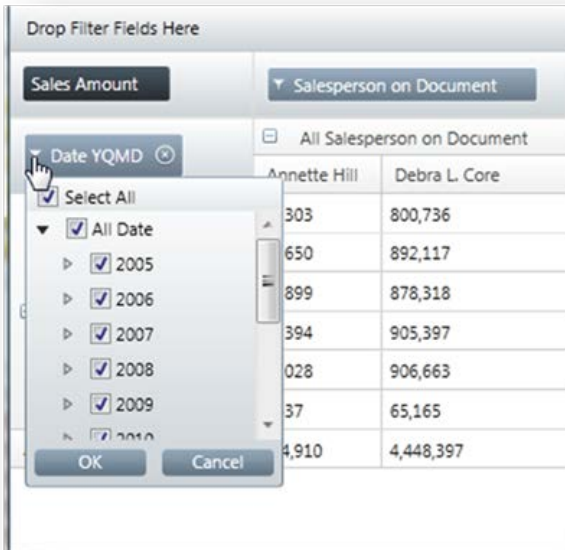 Drop Filter Fields Here
Sales Amount
Salesperson on Document
Date YQMD
All Salesperson on Document
Annette Hill Debra L. Core
Select All
All Date
303 800,736
2005
650 892,117
2006
899 878,318
2007
394 905,397
2008
028 906,663
2009
37 65,165
2010
4,910 4,448,397
OK Cancel